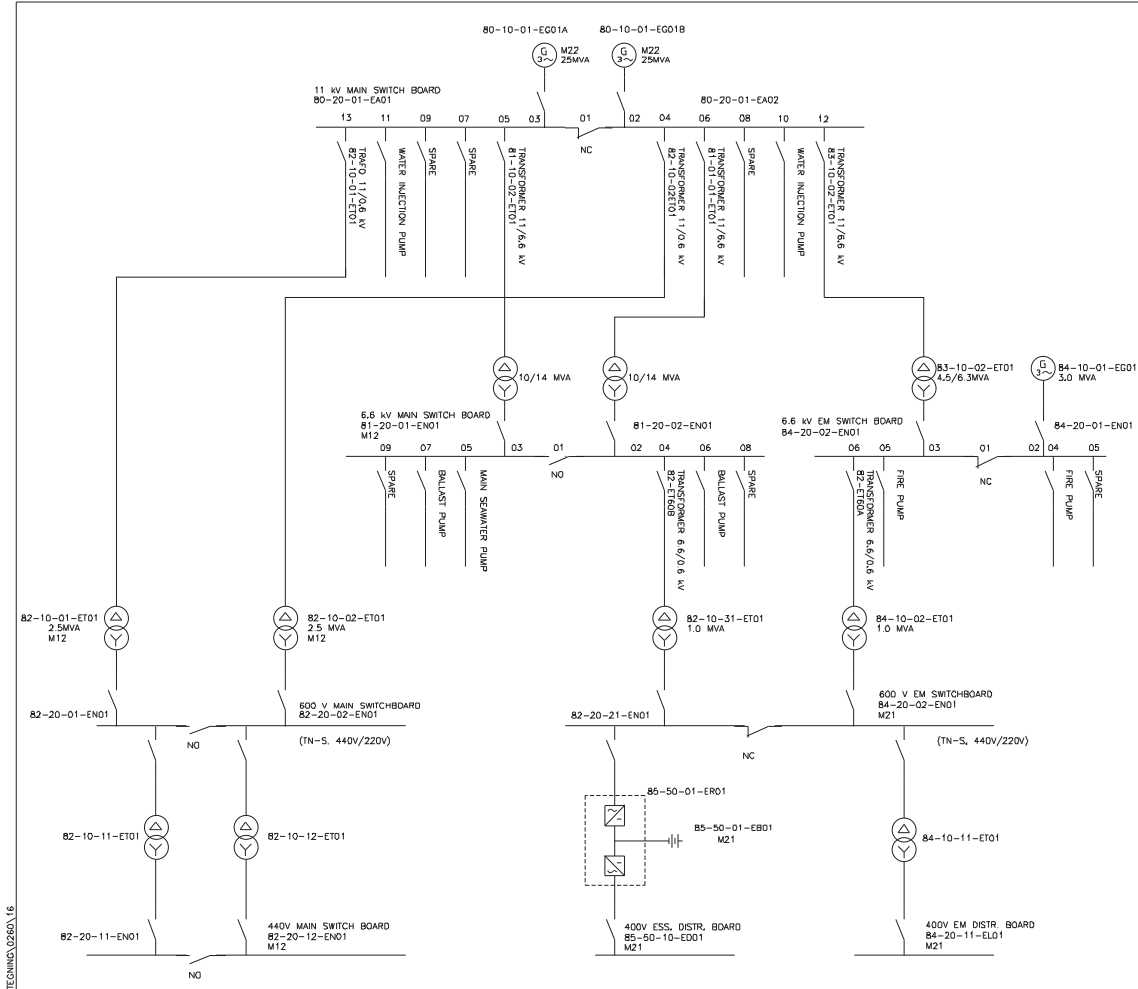 80-10-01-EG01A
80-10-01-EG01B
G
3~
M22
25MVA
G
3~
M22
25MVA
11 kV MAIN SWITCH BOARD
80-20-01-EA01
80-20-01-EA02
13
11
09
07
05
03
01
02
04
06
08
10
12
NC
TRAFO 11/0.6 kV
82-10-01-ET01
WATER INJECTION PUMP
SPARE
SPARE
TRANSFORMER 11/6.6 kV
81-10-02-ET01
TRANSFORMER 11/0.6 kV
82-10-02ET01
TRANSFORMER 11/6.6 kV
81-01-01-ET01
SPARE
WATER INJECTION PUMP
TRANSFORMER 11/6.6 kV
83-10-02-ET01
10/14 MVA
10/14 MVA
83-10-02-ET01
4.5/6.3MVA
G
3~
84-10-01-EG01
3.0 MVA
6.6 kV MAIN SWITCH BOARD
81-20-01-EN01
M12
81-20-02-EN01
6.6 kV EM SWITCH BOARD
84-20-02-EN01
84-20-01-EN01
09
07
05
03
01
02
04
06
08
NO
06
05
03
01
02
04
05
NC
SPARE
BALLAST PUMP
MAIN SEAWATER PUMP
TRANSFORMER 6.6/0.6 kV
82-ET60B
BALLAST PUMP
SPARE
TRANSFORMER 6.6/0.6 kV
82-ET60A
FIRE PUMP
FIRE PUMP
SPARE
82-10-01-ET01
2.5MVA
M12
82-10-02-ET01
2.5 MVA
M12
82-10-31-ET01
1.0 MVA
84-10-02-ET01
1.0 MVA
82-20-01-EN01
600 V MAIN SWITCHBOARD
82-20-02-EN01
82-20-21-EN01
600 V EM SWITCHBOARD
84-20-02-EN01
M21
NO
(TN-S. 440V/220V)
NC
(TN-S. 440V/220V)
85-50-01-ER01
85-50-01-EB01
M21
82-10-11-ET01
82-10-12-ET01
84-10-11-ET01
82-20-11-EN01
440V MAIN SWITCH BOARD
82-20-12-EN01
M12
400V ESS. DISTR. BOARD
85-50-10-ED01
M21
400V EM DISTR. BOARD
84-20-11-EL01
M21
NO
TEGNING\0260\16